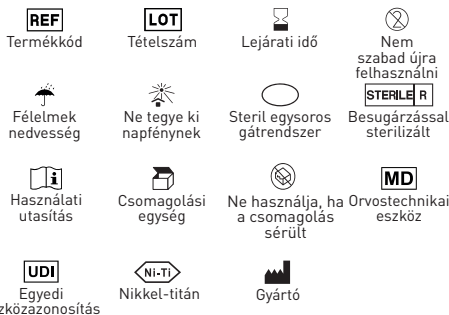 REF
LOT
Termékkód
Tételszám
Lejárati idő
Nem
szabad újra
felhasználni
STERILE R
Félelmek
nedvesség
Ne tegye ki
napfénynek
Steril egysoros
gátrendszer
Besugárzással
sterilizált
i
Használati
utasítás
Csomagolási
egység
Ne használja, ha
a csomagolás
sérült
MD
Orvostechnikai
eszköz
UDI
Egyedi
zközazonosítás
Ni-Ti
Nikkel-titán
Gyártó